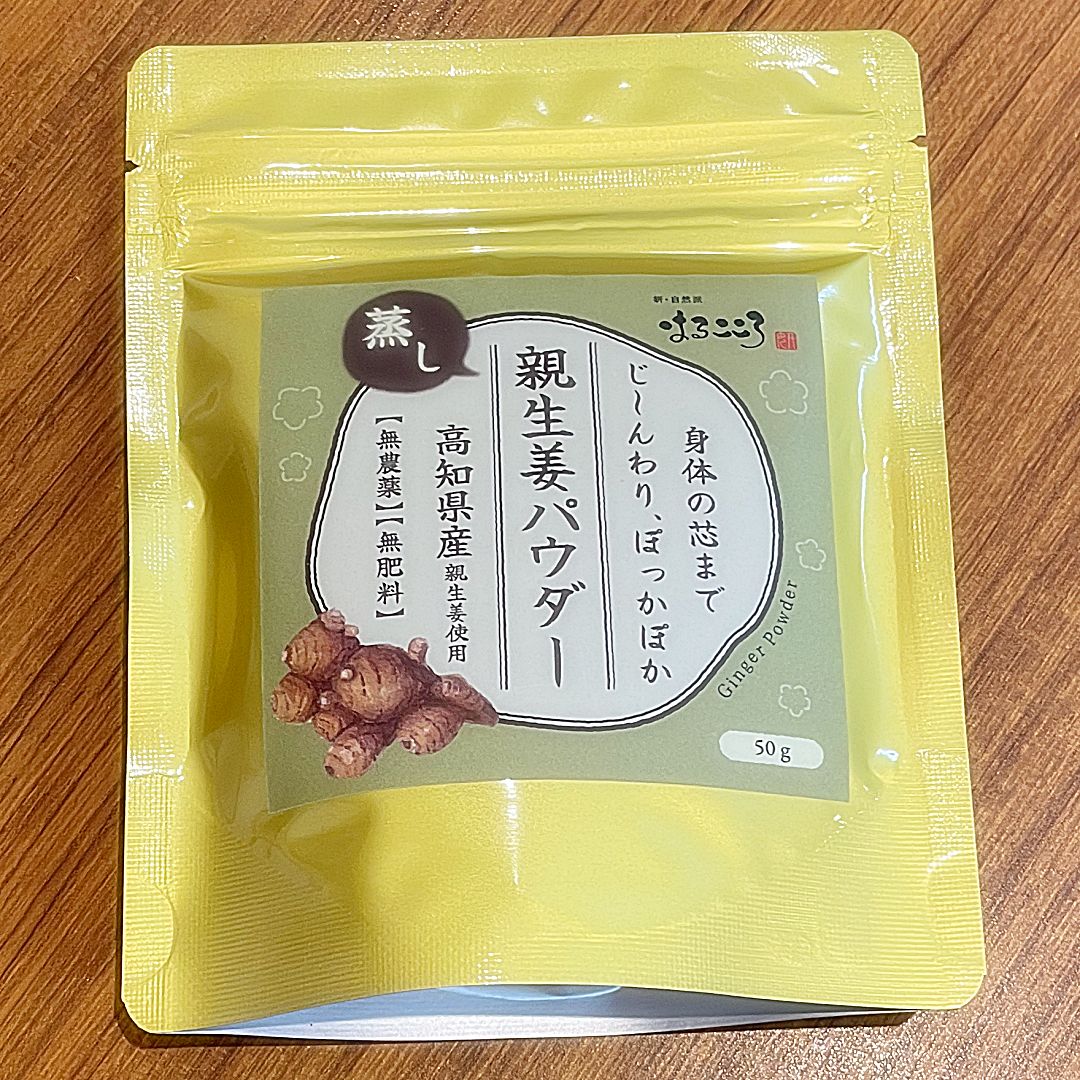 新・自然派
はるこころ
蒸し
身体の芯まで
じ〜んわり、ぽっかぽか
親生姜パウダー
高知県産親生姜使用
【無農薬】【無肥料】
Ginger Powder
50g